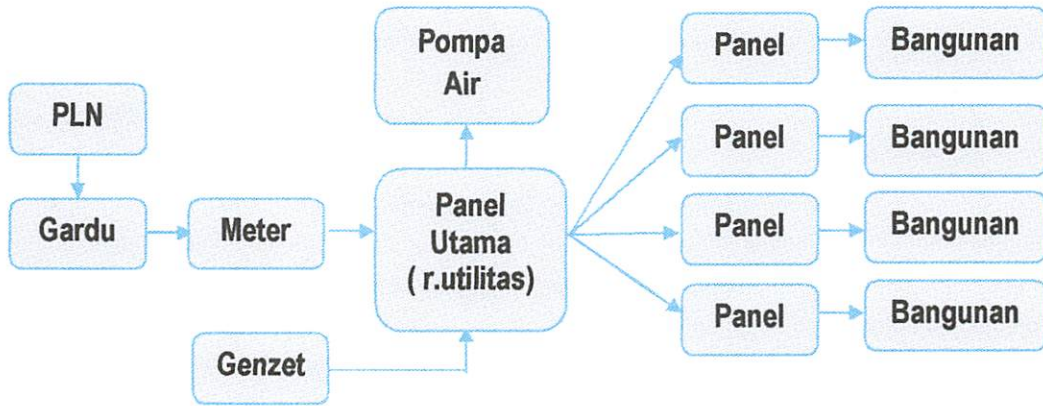 PLN
Gardu
Meter
Genzet
Pompa
Air
Panel
Utama
( r.utilitas)
Panel
Bangunan
Panel
Bangunan
Panel
Bangunan
Panel
Bangunan